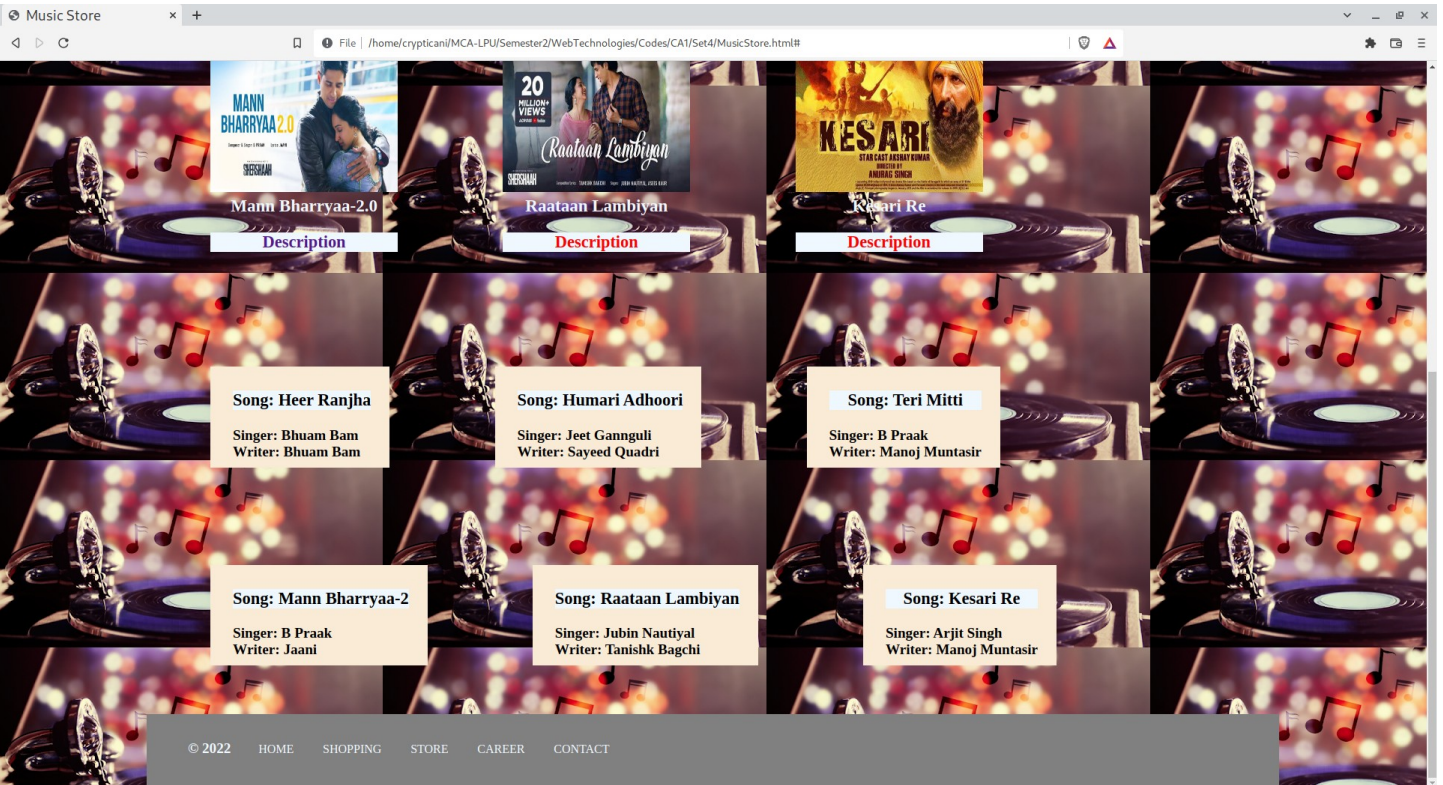 Music Store
File /home/crypticani/MCA-LPU/Semester2/WebTechnologies/Codes/CA1/Set4/MusicStore.html#
MANN
BHARRYAA2.0
SHERSHAAH
20
MILLION+
VIEWS
Raataan Lambiyan
SHERSHAAH
KESARI
STAR CAST AKSHAY KUMAR
DIRECTED BY
ANURAG SINGH
Mann Bharryaa-2.0
Raataan Lambiyan
Kesari Re
Description
Description
Description
Song: Heer Ranjha
Singer: Bhuam Bam
Writer: Bhuam Bam
Song: Humari Adhoori
Singer: Jeet Gannguli
Writer: Sayeed Quadri
Song: Teri Mitti
Singer: B Praak
Writer: Manoj Muntasir
Song: Mann Bharryaa-2
Singer: B Praak
Writer: Jaani
Song: Raataan Lambiyan
Singer: Jubin Nautiyal
Writer: Tanishk Bagchi
Song: Kesari Re
Singer: Arjit Singh
Writer: Manoj Muntasir
© 2022 HOME SHOPPING STORE CAREER CONTACT